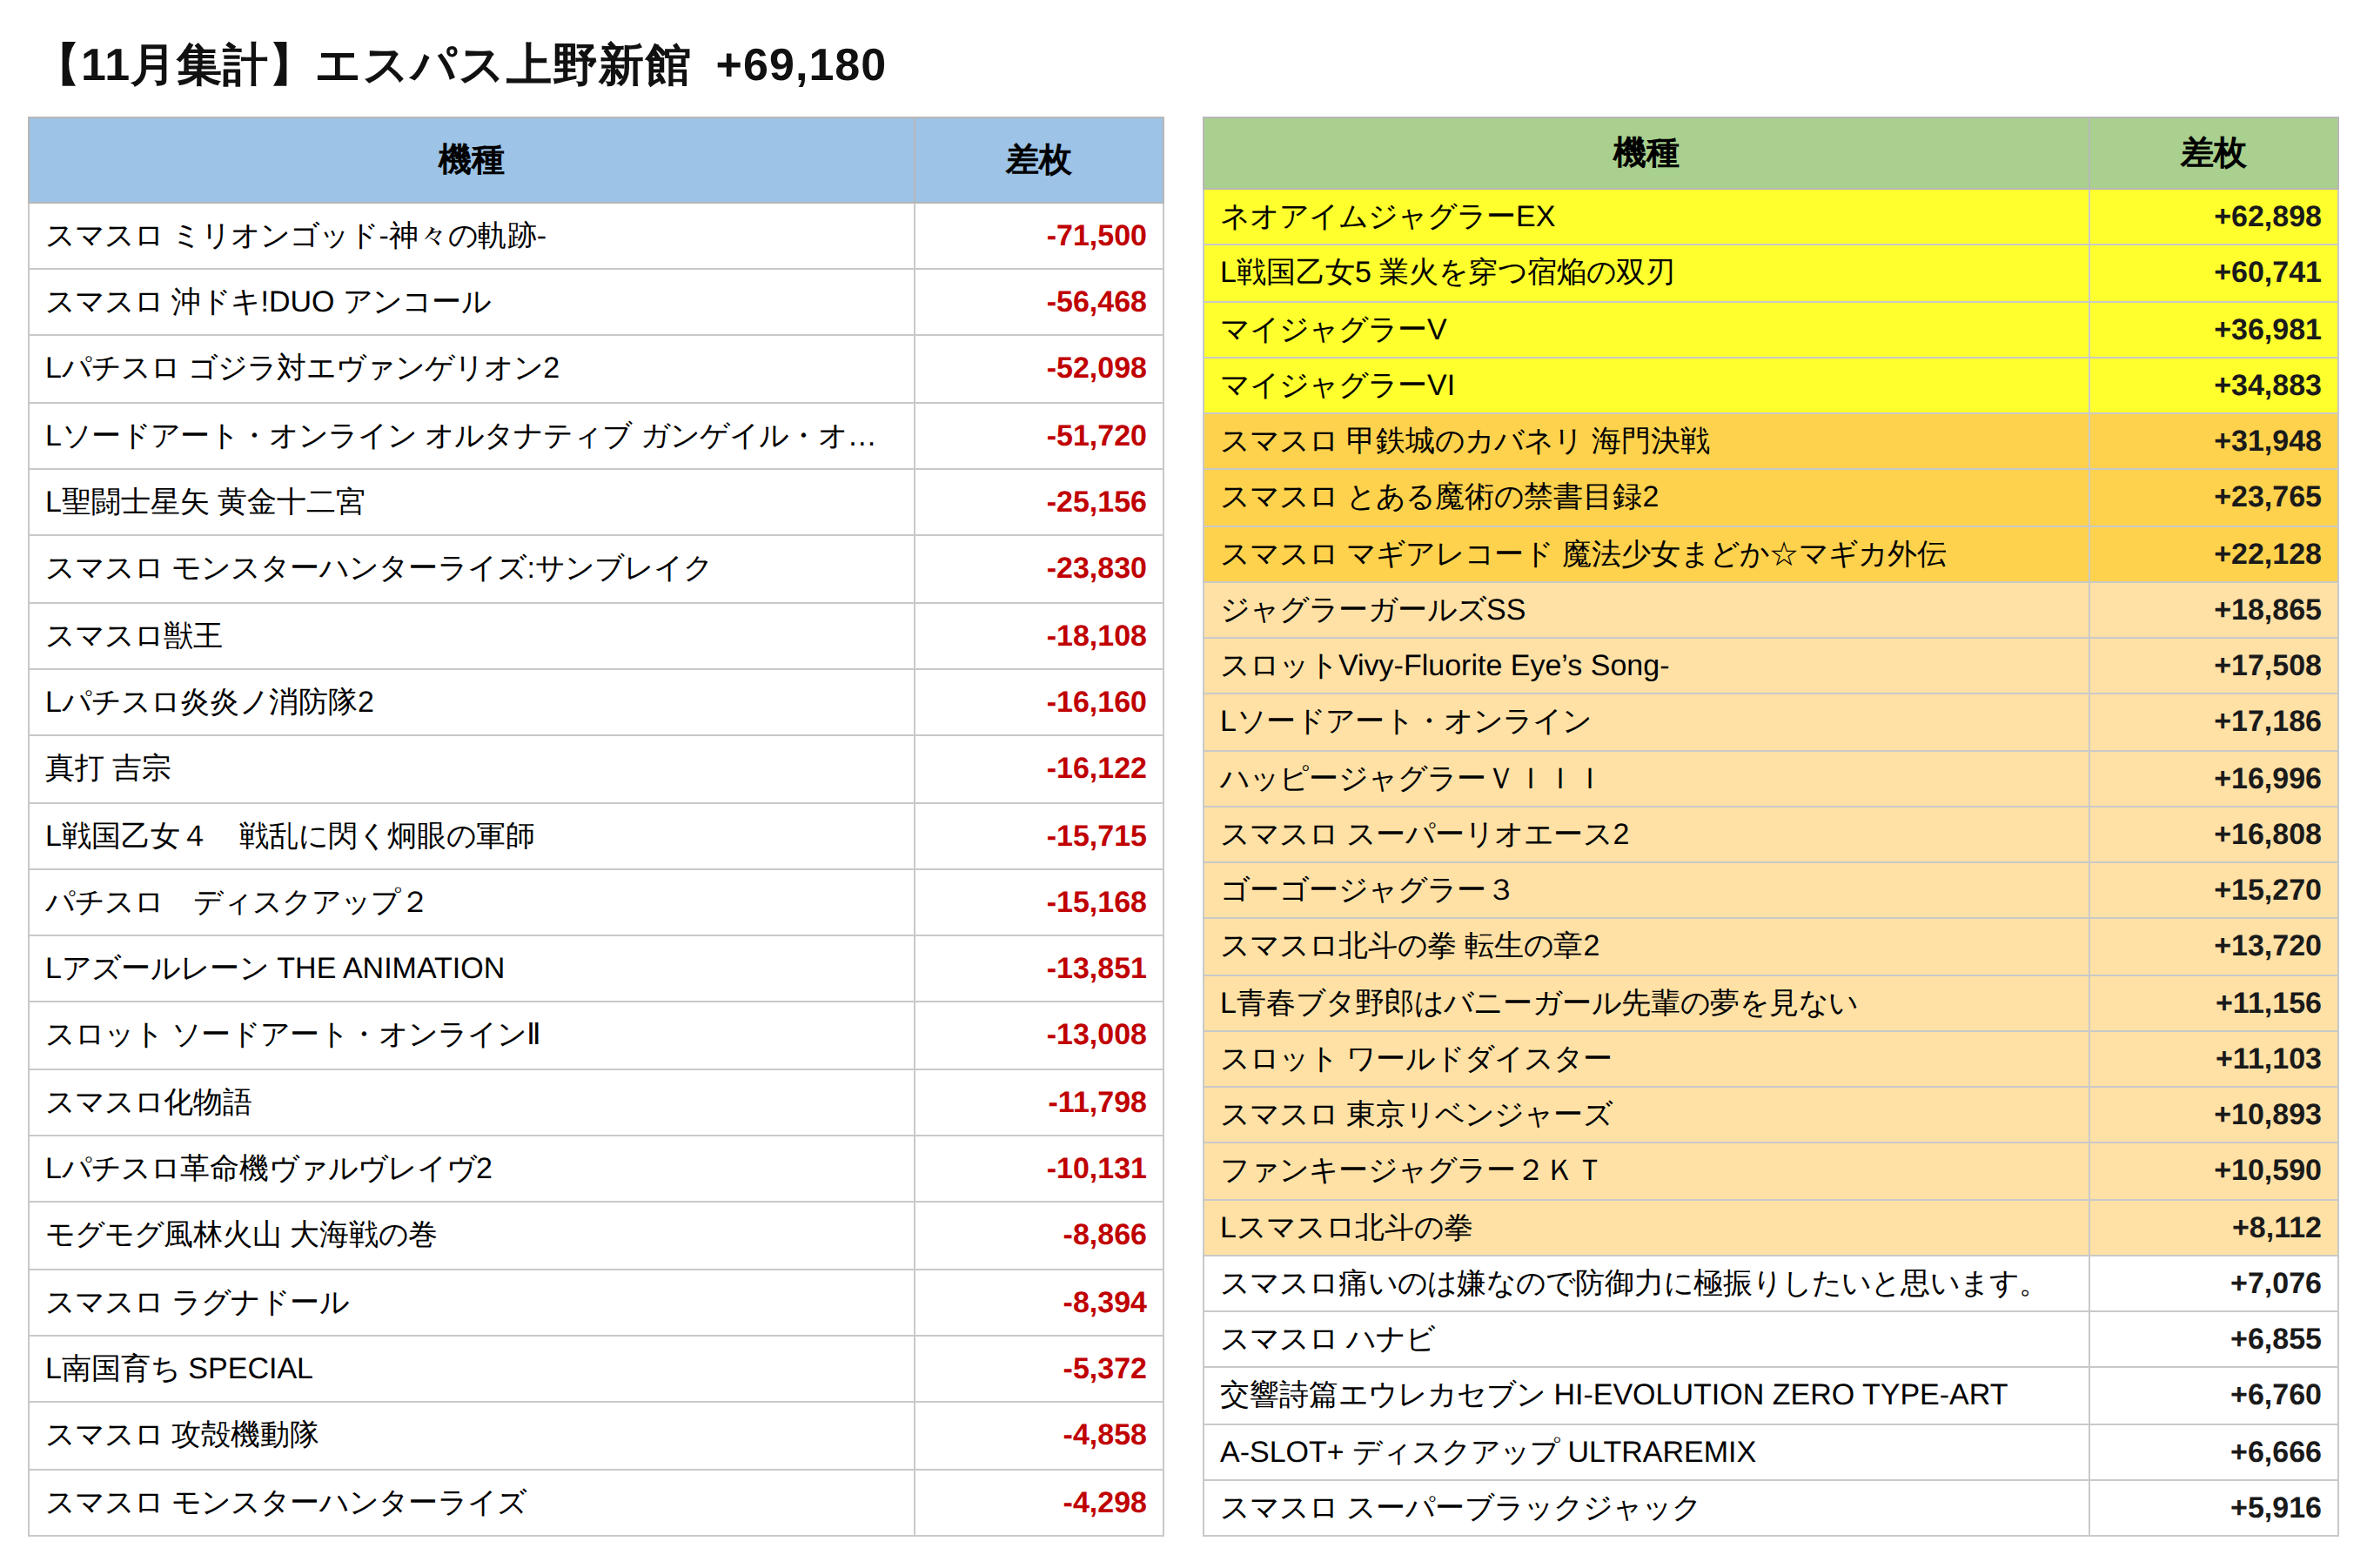 【11月集計】エスパス上野新館 +69,180
機種 差枚
スマスロ ミリオンゴッド-神々の軌跡- -71,500
スマスロ 沖ドキ!DUO アンコール -56,468
Lパチスロ ゴジラ対エヴァンゲリオン2 -52,098
Lソードアート・オンライン オルタナティブ ガンゲイル・オ… -51,720
L聖闘士星矢 黄金十二宮 -25,156
スマスロ モンスターハンターライズ:サンブレイク -23,830
スマスロ獣王 -18,108
Lパチスロ炎炎ノ消防隊2 -16,160
真打 吉宗 -16,122
L戦国乙女４　戦乱に閃く炯眼の軍師 -15,715
パチスロ　ディスクアップ２ -15,168
Lアズールレーン THE ANIMATION -13,851
スロット ソードアート・オンラインⅡ -13,008
スマスロ化物語 -11,798
Lパチスロ革命機ヴァルヴレイヴ2 -10,131
モグモグ風林火山 大海戦の巻 -8,866
スマスロ ラグナドール -8,394
L南国育ち SPECIAL -5,372
スマスロ 攻殻機動隊 -4,858
スマスロ モンスターハンターライズ -4,298
機種 差枚
ネオアイムジャグラーEX +62,898
L戦国乙女5 業火を穿つ宿焔の双刃 +60,741
マイジャグラーV +36,981
マイジャグラーVI +34,883
スマスロ 甲鉄城のカバネリ 海門決戦 +31,948
スマスロ とある魔術の禁書目録2 +23,765
スマスロ マギアレコード 魔法少女まどか☆マギカ外伝 +22,128
ジャグラーガールズSS +18,865
スロットVivy-Fluorite Eye’s Song- +17,508
Lソードアート・オンライン +17,186
ハッピージャグラーＶＩＩＩ +16,996
スマスロ スーパーリオエース2 +16,808
ゴーゴージャグラー３ +15,270
スマスロ北斗の拳 転生の章2 +13,720
L青春ブタ野郎はバニーガール先輩の夢を見ない +11,156
スロット ワールドダイスター +11,103
スマスロ 東京リベンジャーズ +10,893
ファンキージャグラー２ＫＴ +10,590
Lスマスロ北斗の拳 +8,112
スマスロ痛いのは嫌なので防御力に極振りしたいと思います。 +7,076
スマスロ ハナビ +6,855
交響詩篇エウレカセブン HI-EVOLUTION ZERO TYPE-ART +6,760
A-SLOT+ ディスクアップ ULTRAREMIX +6,666
スマスロ スーパーブラックジャック +5,916